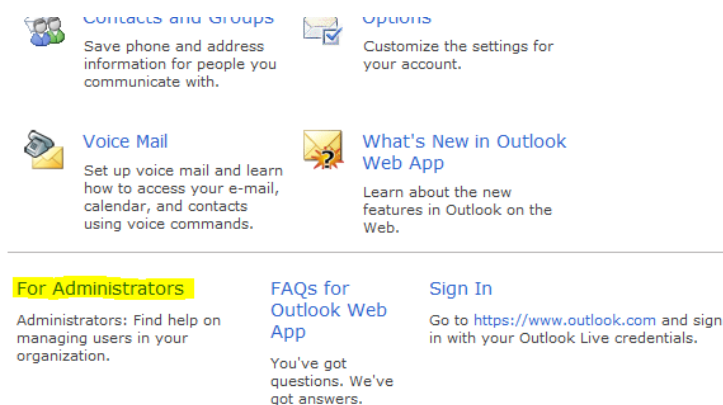 Contacts and Groups
Save phone and address
information for people you
communicate with.
Options
Customize the settings for
your account.
Voice Mail
Set up voice mail and learn
how to access your e-mail,
calendar, and contacts
using voice commands.
What's New in Outlook
Web App
Learn about the new
features in Outlook on the
Web.
For Administrators
Administrators: Find help on
managing users in your
organization.
FAQs for
Outlook Web
App
You've got
questions. We've
got answers.
Sign In
Go to https://www.outlook.com and sign
in with your Outlook Live credentials.